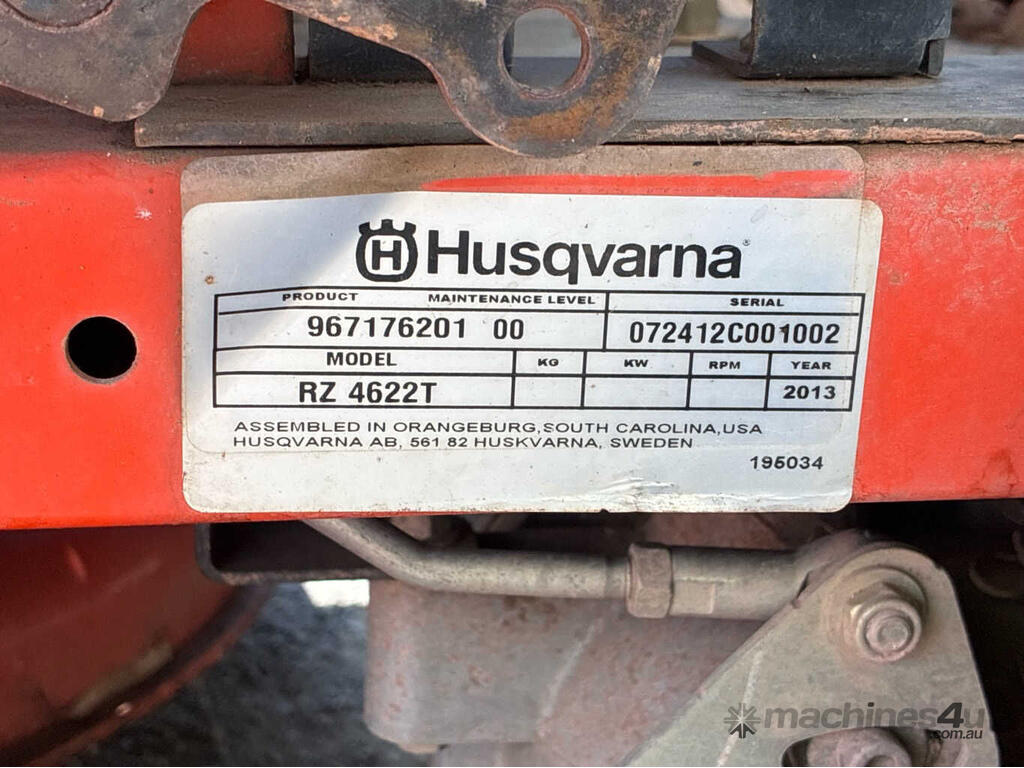 H Husqvarna
PRODUCT MAINTENANCE LEVEL SERIAL
967176201 00 072412C001002
MODEL KG KW RPM YEAR
RZ 4622T 2013
ASSEMBLED IN ORANGEBURG,SOUTH CAROLINA,USA
HUSQVARNA AB, 561 82 HUSKVARNA, SWEDEN
195034
machines4u
.com.au